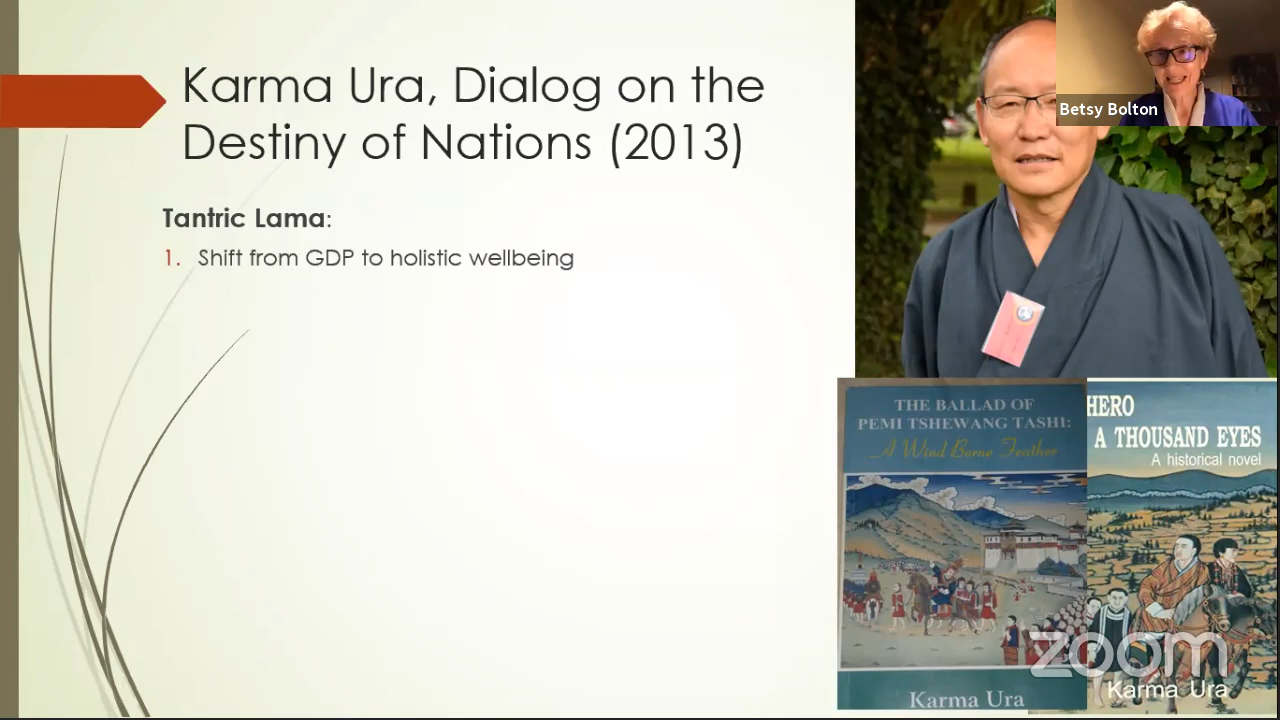 Karma Ura, Dialog on the
Destiny of Nations (2013)
Tantric Lama:
1. Shift from GDP to holistic wellbeing
Betsy Bolton
THE BALLAD OF
PEMI TSHEWANG TASHI:
A Wind Borne Feather
Karma Ura
HERO
A THOUSAND EYES
A historical novel
Karma Ura
zoom